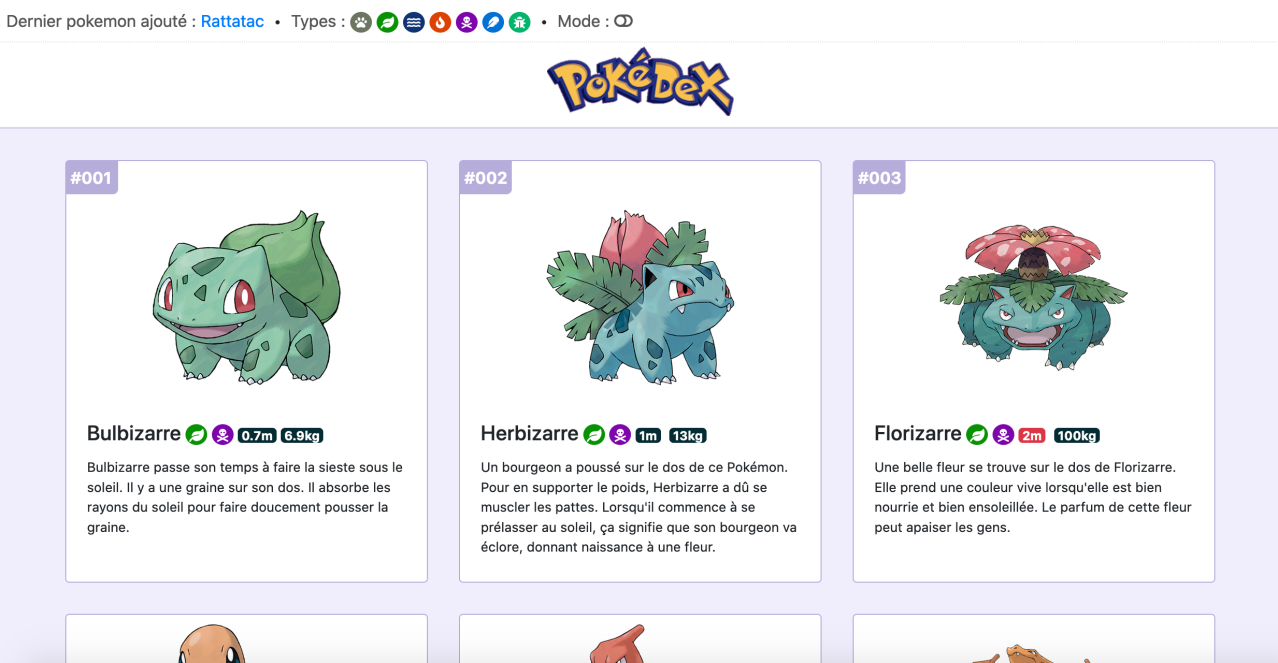 Dernier pokemon ajouté : Rattatac • Types : • Mode :
POKéDEX
#001
Bulbizarre 0.7m 6.9kg
Bulbizarre passe son temps à faire la sieste sous le
soleil. Il y a une graine sur son dos. Il absorbe les
rayons du soleil pour faire doucement pousser la
graine.
#002
Herbizarre 1m 13kg
Un bourgeon a poussé sur le dos de ce Pokémon.
Pour en supporter le poids, Herbizarre a dû se
muscler les pattes. Lorsqu'il commence à se
prélasser au soleil, ça signifie que son bourgeon va
éclore, donnant naissance à une fleur.
#003
Florizarre 2m 100kg
Une belle fleur se trouve sur le dos de Florizarre.
Elle prend une couleur vive lorsqu'elle est bien
nourrie et bien ensoleillée. Le parfum de cette fleur
peut apaiser les gens.